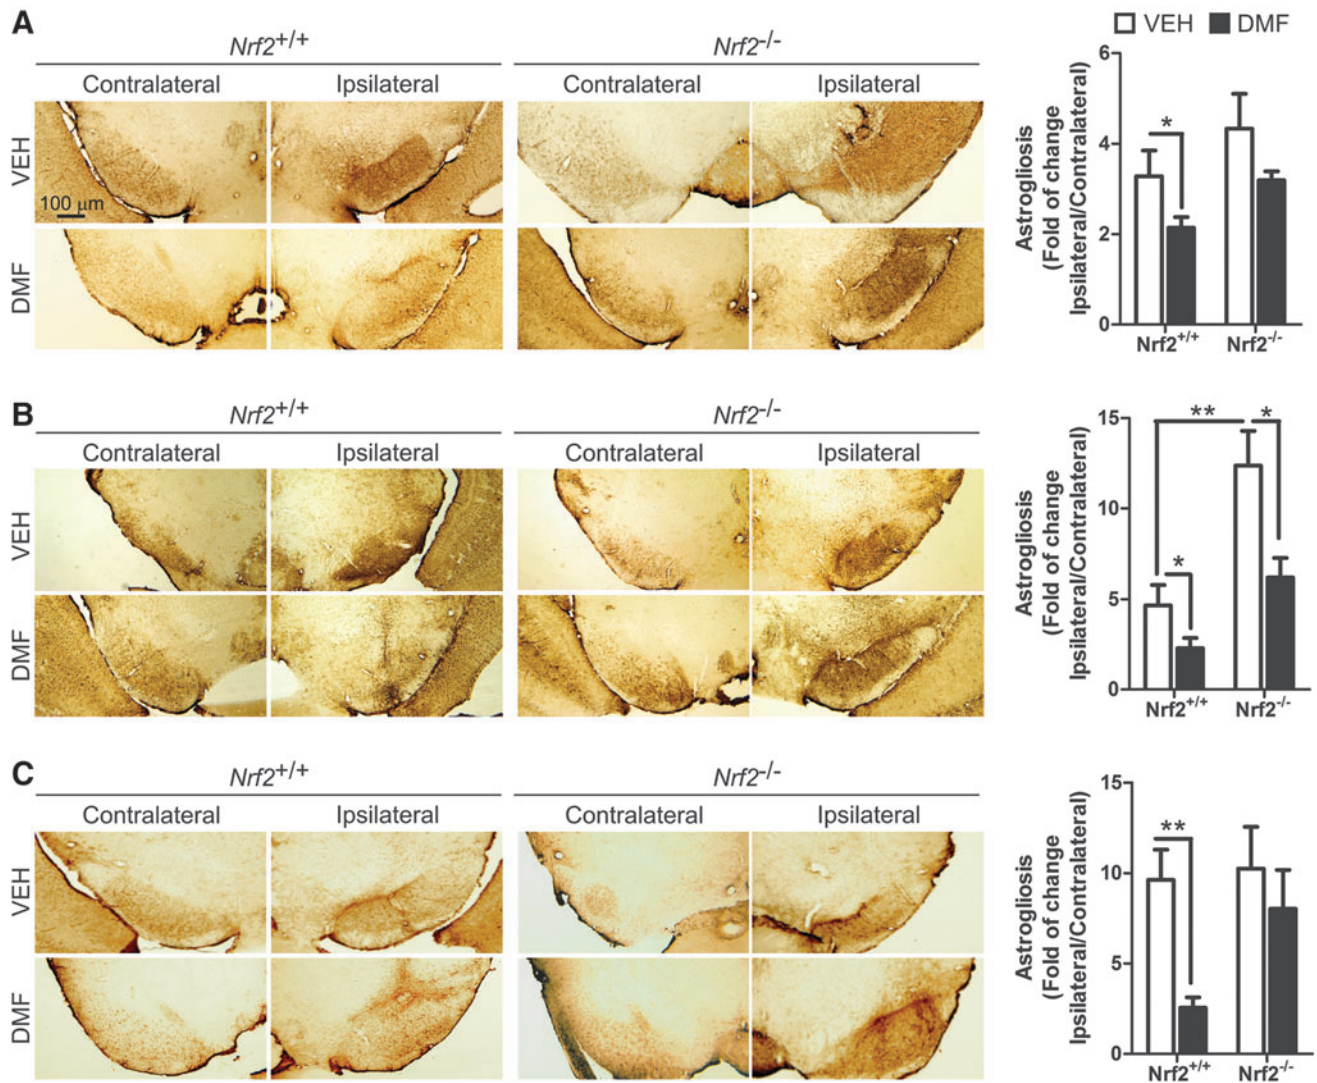 A
Nrf2+/+ Nrf2-/-
Contralateral Ipsilateral Contralateral Ipsilateral
VEH
100 µm
DMF
VEH DMF
Astrogliosis
(Fold of change
Ipsilateral/Contralateral)
6
4
2
0
*
Nrf2+/+ Nrf2-/-
B
Nrf2+/+ Nrf2-/-
Contralateral Ipsilateral Contralateral Ipsilateral
VEH
DMF
Astrogliosis
(Fold of change
Ipsilateral/Contralateral)
15
10
5
0
** *
*
Nrf2+/+ Nrf2-/-
C
Nrf2+/+ Nrf2-/-
Contralateral Ipsilateral Contralateral Ipsilateral
VEH
DMF
Astrogliosis
(Fold of change
Ipsilateral/Contralateral)
15
10
5
0
**
Nrf2+/+ Nrf2-/-